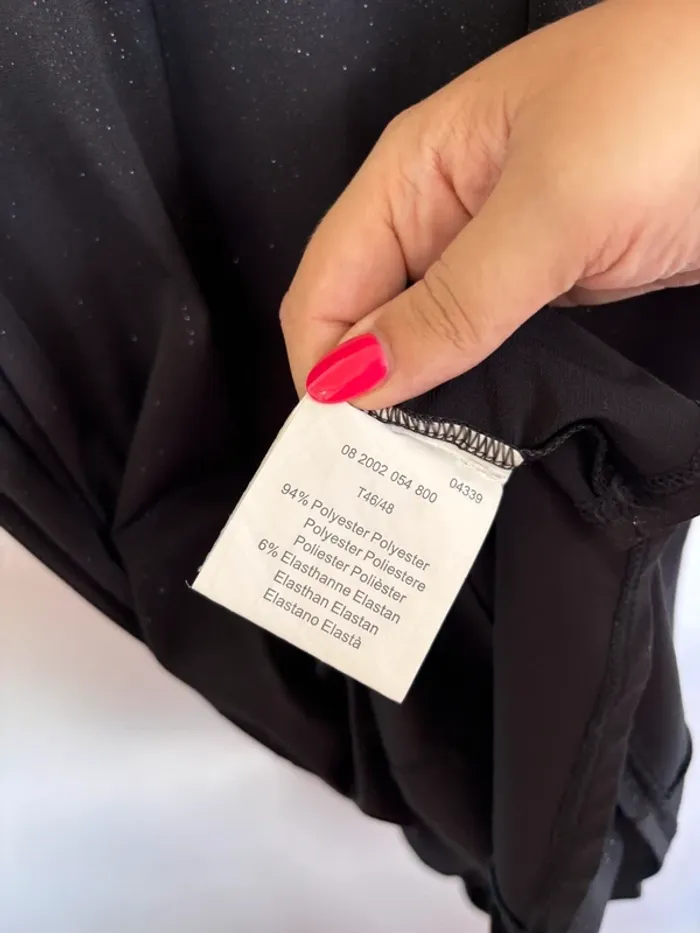 08 2002 054 800 04339
T46/48
94% Polyester Polyester
Polyester Poliestere
Poliester Polièster
6% Elasthanne Elastan
Elasthan Elastan
Elastano Elastà